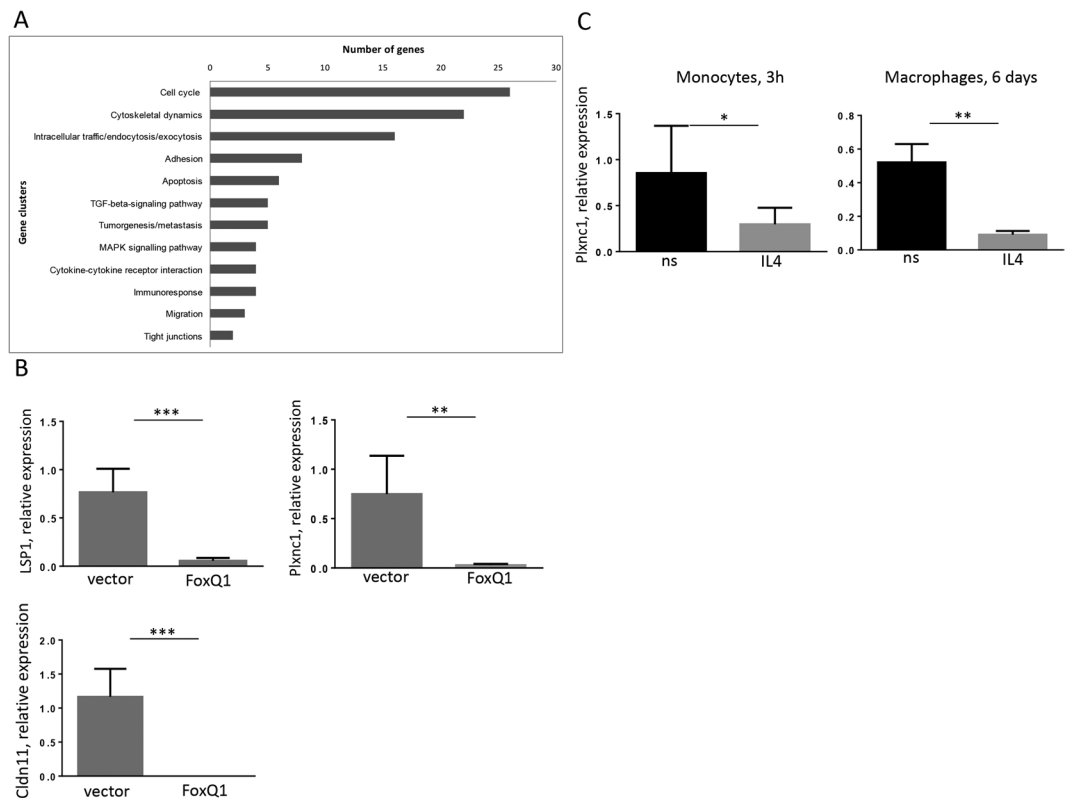 A
Number of genes
0 5 10 15 20 25 30
Gene clusters
Cell cycle
Cytoskeletal dynamics
Intracellular traffic/endocytosis/exocytosis
Adhesion
Apoptosis
TGF-beta-signaling pathway
Tumorgenesis/metastasis
MAPK signalling pathway
Cytokine-cytokine receptor interaction
Immunoresponse
Migration
Tight junctions
B
LSP1, relative expression
1.5
1.0
0.5
0.0
***
vector FoxQ1
Plxnc1, relative expression
1.5
1.0
0.5
0.0
**
vector FoxQ1
Cldn11, relative expression
2.0
1.5
1.0
0.5
0.0
***
vector FoxQ1
C
Monocytes, 3h
Plxnc1, relative expression
1.5
1.0
0.5
0.0
*
ns IL4
Macrophages, 6 days
0.8
0.6
0.4
0.2
0.0
**
ns IL4